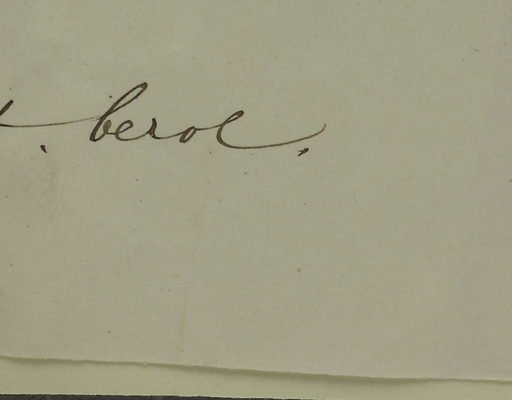 . berol.